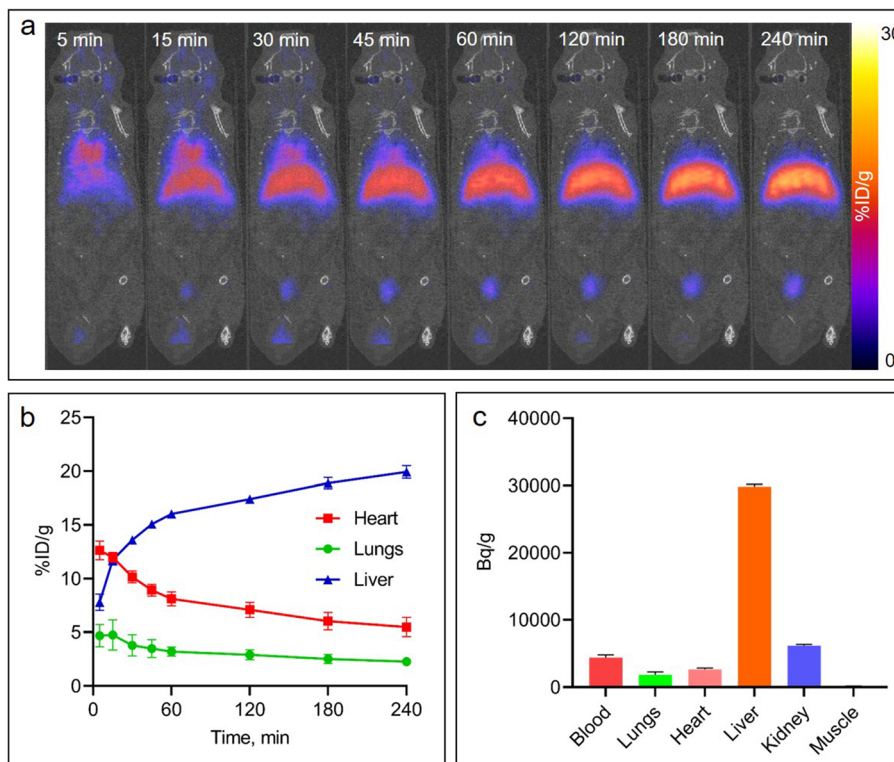 a
5 min 15 min 30 min 45 min 60 min 120 min 180 min 240 min
30
%ID/g
0
b
25
20
15
10
5
0
%ID/g
Heart
Lungs
Liver
0 60 120 180 240
Time, min
c
40000
30000
20000
10000
0
Bq/g
Blood Lungs Heart Liver Kidney Muscle